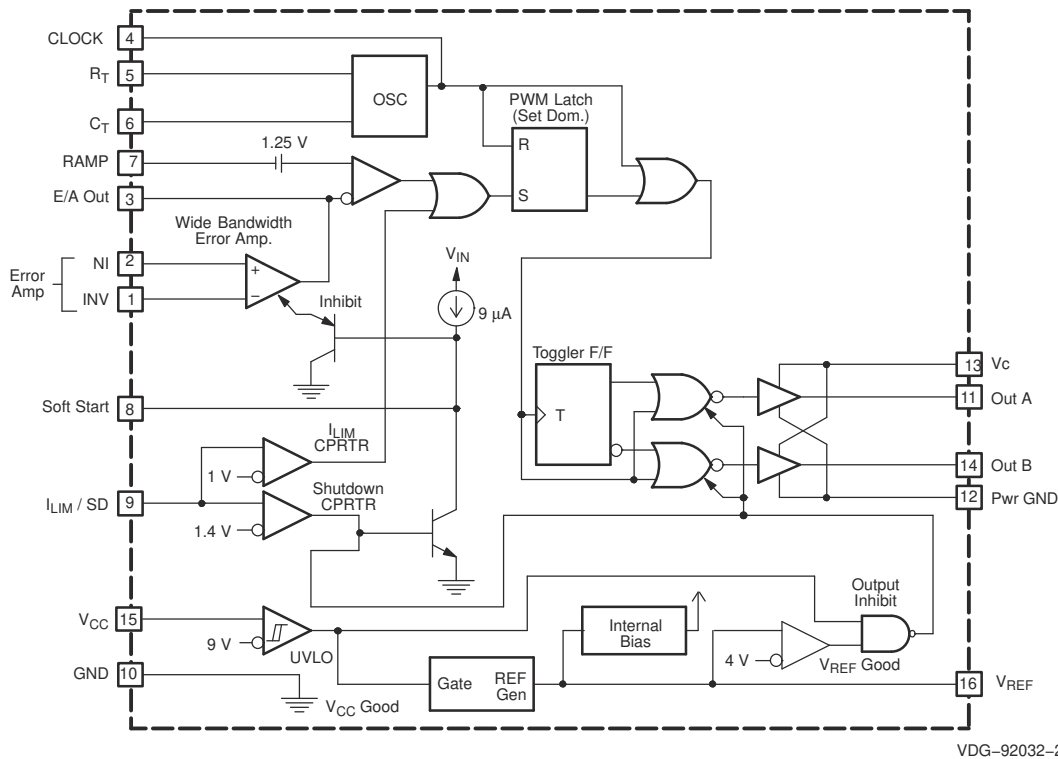 CLOCK 4
R_T 5
C_T 6
OSC
PWM Latch
(Set Dom.)
R
S
1.25 V
RAMP 7
E/A Out 3
Wide Bandwidth
Error Amp.
Error
Amp
NI 2
INV 1
+
−
Inhibit
V_IN
9 μA
Toggler F/F
T
13 Vc
11 Out A
14 Out B
12 Pwr GND
Soft Start 8
I_LIM
CPRTR
1 V
I_LIM / SD 9
Shutdown
CPRTR
1.4 V
V_CC 15
9 V
UVLO
GND 10
V_CC Good
Gate
REF
Gen
Internal
Bias
4 V
V_REF Good
Output
Inhibit
16 V_REF
VDG−92032−2